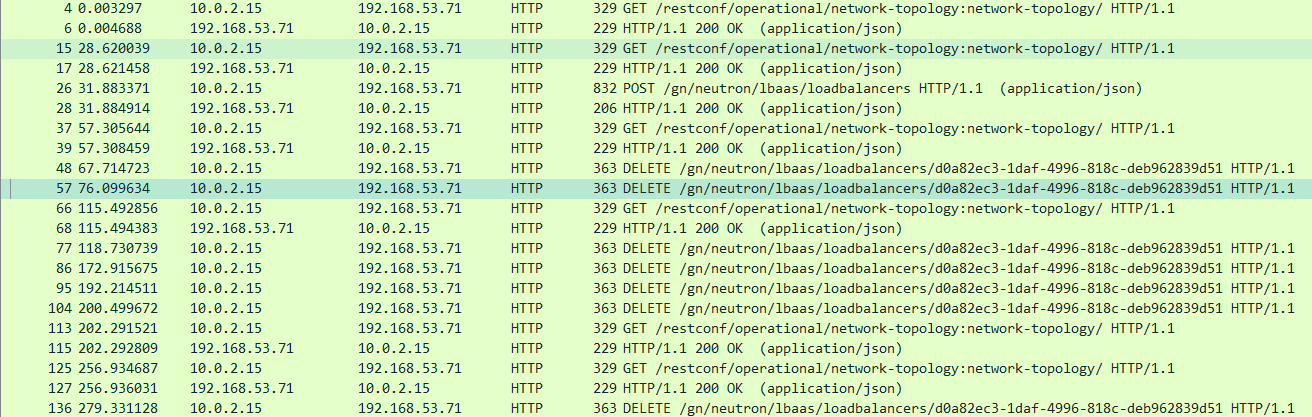 4 0.003297 10.0.2.15 192.168.53.71 HTTP 329 GET /restconf/operational/network-topology:network-topology/ HTTP/1.1
6 0.004688 192.168.53.71 10.0.2.15 HTTP 229 HTTP/1.1 200 OK (application/json)
15 28.620039 10.0.2.15 192.168.53.71 HTTP 329 GET /restconf/operational/network-topology:network-topology/ HTTP/1.1
17 28.621458 192.168.53.71 10.0.2.15 HTTP 229 HTTP/1.1 200 OK (application/json)
26 31.883371 10.0.2.15 192.168.53.71 HTTP 832 POST /gn/neutron/lbaas/loadbalancers HTTP/1.1 (application/json)
28 31.884914 192.168.53.71 10.0.2.15 HTTP 206 HTTP/1.1 200 OK (application/json)
37 57.305644 10.0.2.15 192.168.53.71 HTTP 329 GET /restconf/operational/network-topology:network-topology/ HTTP/1.1
39 57.308459 192.168.53.71 10.0.2.15 HTTP 229 HTTP/1.1 200 OK (application/json)
48 67.714723 10.0.2.15 192.168.53.71 HTTP 363 DELETE /gn/neutron/lbaas/loadbalancers/d0a82ec3-1daf-4996-818c-deb962839d51 HTTP/1.1
57 76.099634 10.0.2.15 192.168.53.71 HTTP 363 DELETE /gn/neutron/lbaas/loadbalancers/d0a82ec3-1daf-4996-818c-deb962839d51 HTTP/1.1
66 115.492856 10.0.2.15 192.168.53.71 HTTP 329 GET /restconf/operational/network-topology:network-topology/ HTTP/1.1
68 115.494383 192.168.53.71 10.0.2.15 HTTP 229 HTTP/1.1 200 OK (application/json)
77 118.730739 10.0.2.15 192.168.53.71 HTTP 363 DELETE /gn/neutron/lbaas/loadbalancers/d0a82ec3-1daf-4996-818c-deb962839d51 HTTP/1.1
86 172.915675 10.0.2.15 192.168.53.71 HTTP 363 DELETE /gn/neutron/lbaas/loadbalancers/d0a82ec3-1daf-4996-818c-deb962839d51 HTTP/1.1
95 192.214511 10.0.2.15 192.168.53.71 HTTP 363 DELETE /gn/neutron/lbaas/loadbalancers/d0a82ec3-1daf-4996-818c-deb962839d51 HTTP/1.1
104 200.499672 10.0.2.15 192.168.53.71 HTTP 363 DELETE /gn/neutron/lbaas/loadbalancers/d0a82ec3-1daf-4996-818c-deb962839d51 HTTP/1.1
113 202.291521 10.0.2.15 192.168.53.71 HTTP 329 GET /restconf/operational/network-topology:network-topology/ HTTP/1.1
115 202.292809 192.168.53.71 10.0.2.15 HTTP 229 HTTP/1.1 200 OK (application/json)
125 256.934687 10.0.2.15 192.168.53.71 HTTP 329 GET /restconf/operational/network-topology:network-topology/ HTTP/1.1
127 256.936031 192.168.53.71 10.0.2.15 HTTP 229 HTTP/1.1 200 OK (application/json)
136 279.331128 10.0.2.15 192.168.53.71 HTTP 363 DELETE /gn/neutron/lbaas/loadbalancers/d0a82ec3-1daf-4996-818c-deb962839d51 HTTP/1.1